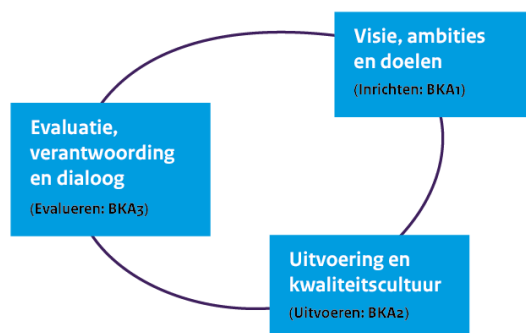 Visie, ambities
en doelen
(Inrichten: BKA1)
Evaluatie,
verantwoording
en dialoog
(Evalueren: BKA3)
Uitvoering en
kwaliteitscultuur
(Uitvoeren: BKA2)